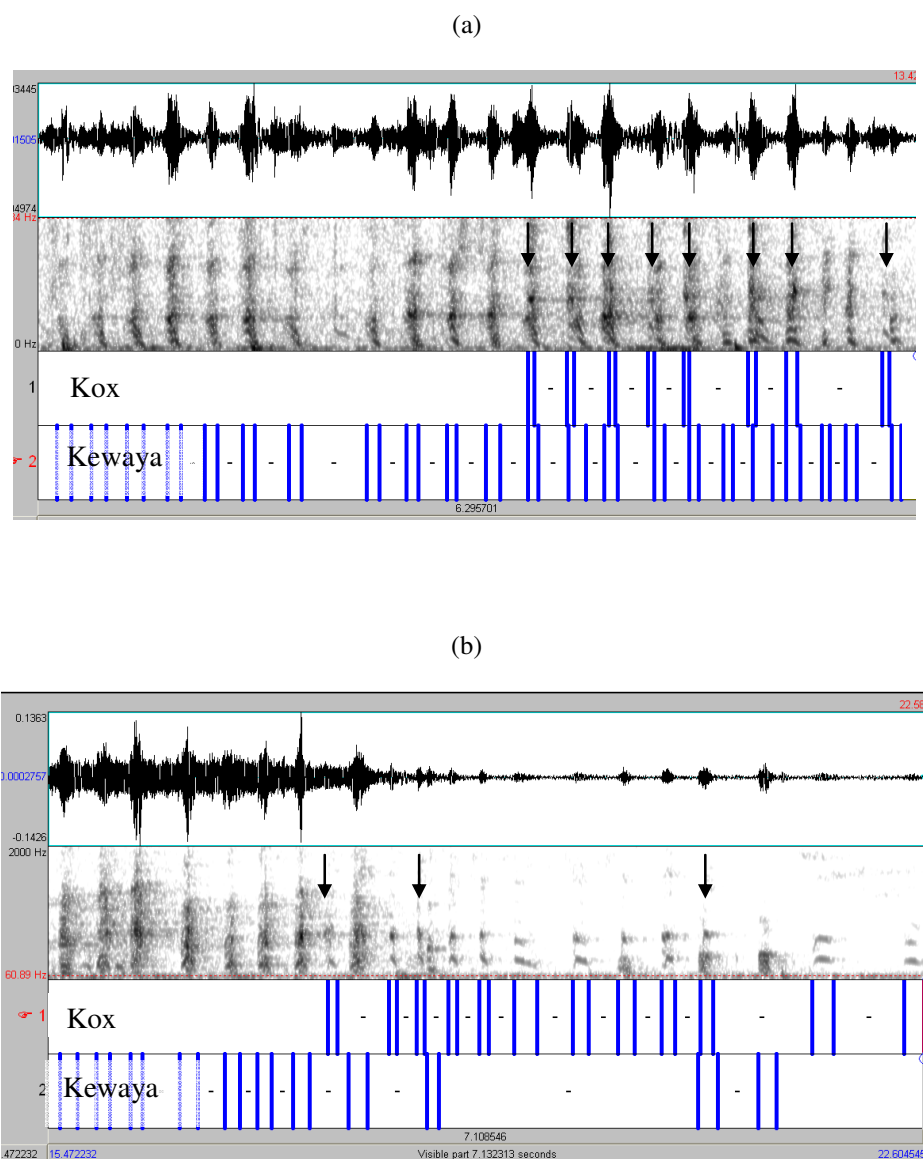 (a)
13.42
3445
1505
4974
4 Hz
0 Hz
1 Kox
2 Kewaya
6.295701
(b)
22.58
0.1363
0.0002757
-0.1426
2000 Hz
60.89 Hz
1 Kox
2 Kewaya
7.108546
.472232 15.472232 Visible part 7.132313 seconds 22.604545